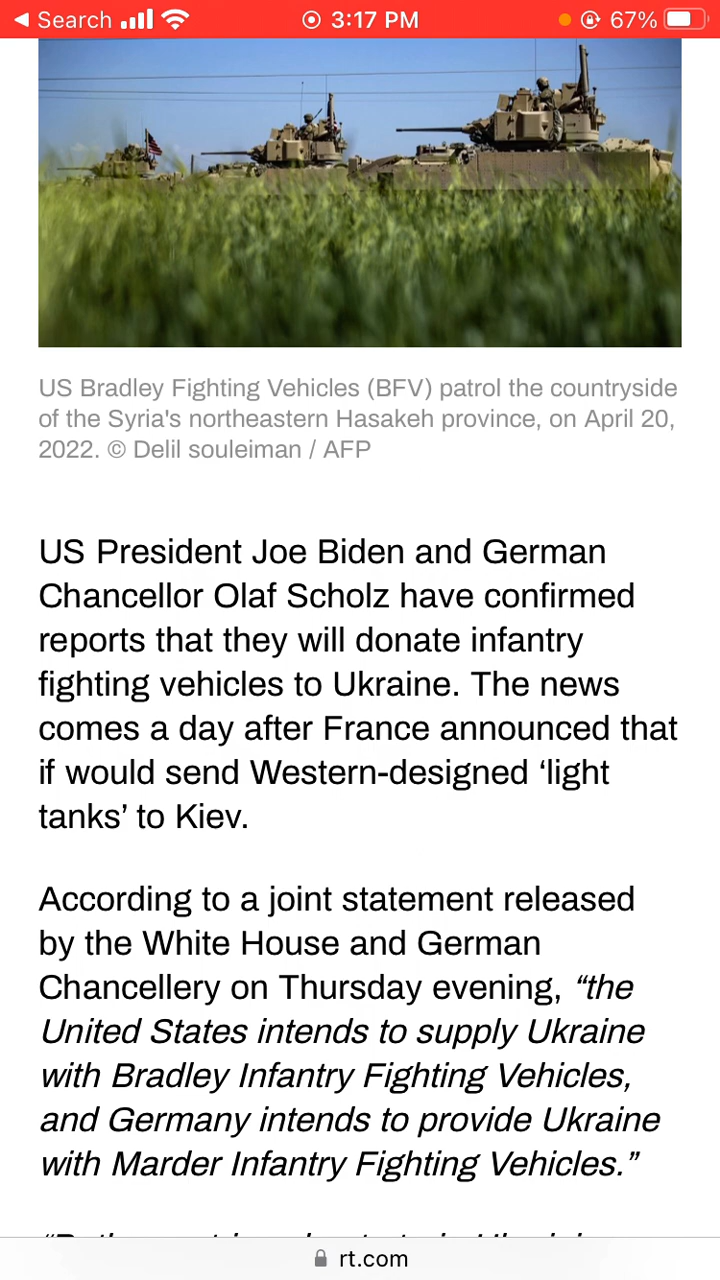 Search
3:17 PM
67%
US Bradley Fighting Vehicles (BFV) patrol the countryside
of the Syria's northeastern Hasakeh province, on April 20,
2022. © Delil souleiman / AFP
US President Joe Biden and German
Chancellor Olaf Scholz have confirmed
reports that they will donate infantry
fighting vehicles to Ukraine. The news
comes a day after France announced that
if would send Western-designed ‘light
tanks’ to Kiev.
According to a joint statement released
by the White House and German
Chancellery on Thursday evening, “the
United States intends to supply Ukraine
with Bradley Infantry Fighting Vehicles,
and Germany intends to provide Ukraine
with Marder Infantry Fighting Vehicles.”
rt.com